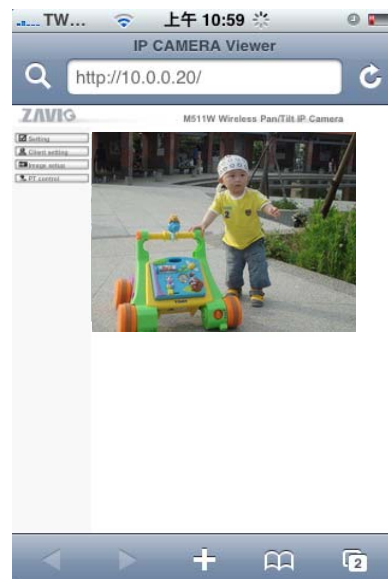 TW... 上午 10:59
IP CAMERA Viewer
http://10.0.0.20/
ZAVIO
M511W Wireless Pan/Tilt IP Camera
Setting
Client setting
Image setup
PT control
2